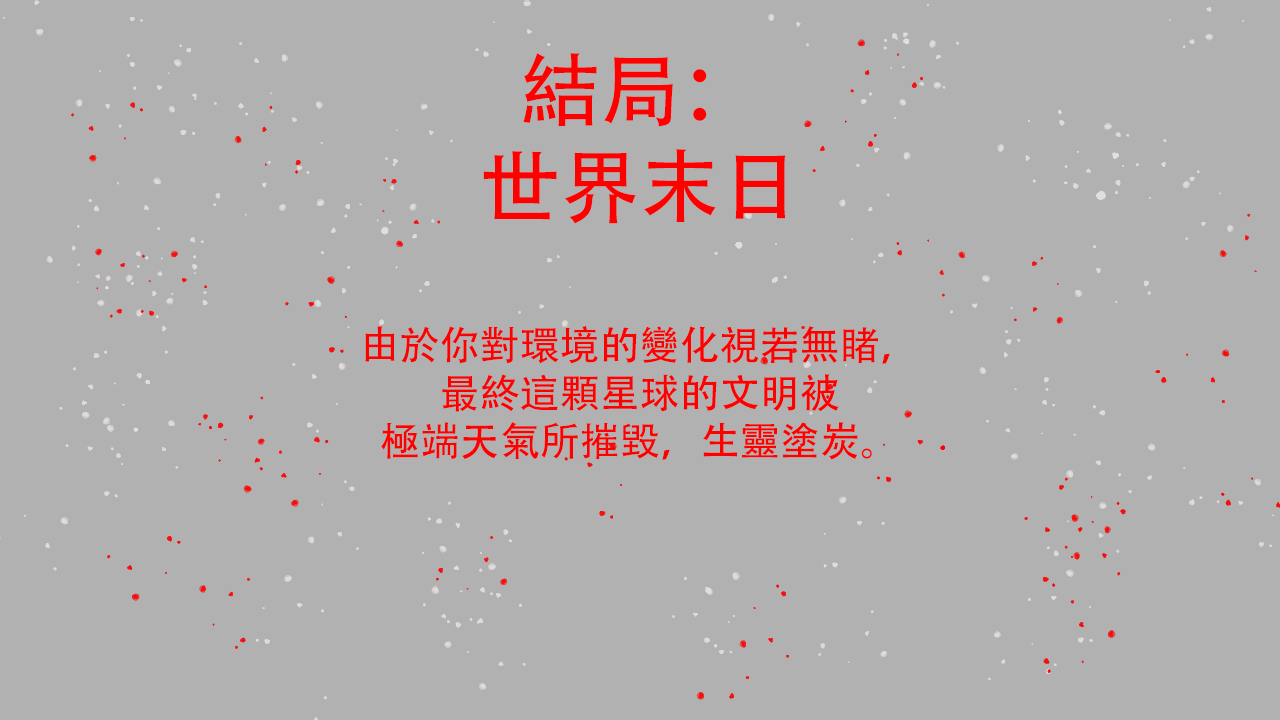 結局：
世界末日
由於你對環境的變化視若無睹，
最終這顆星球的文明被
極端天氣所摧毀，生靈塗炭。